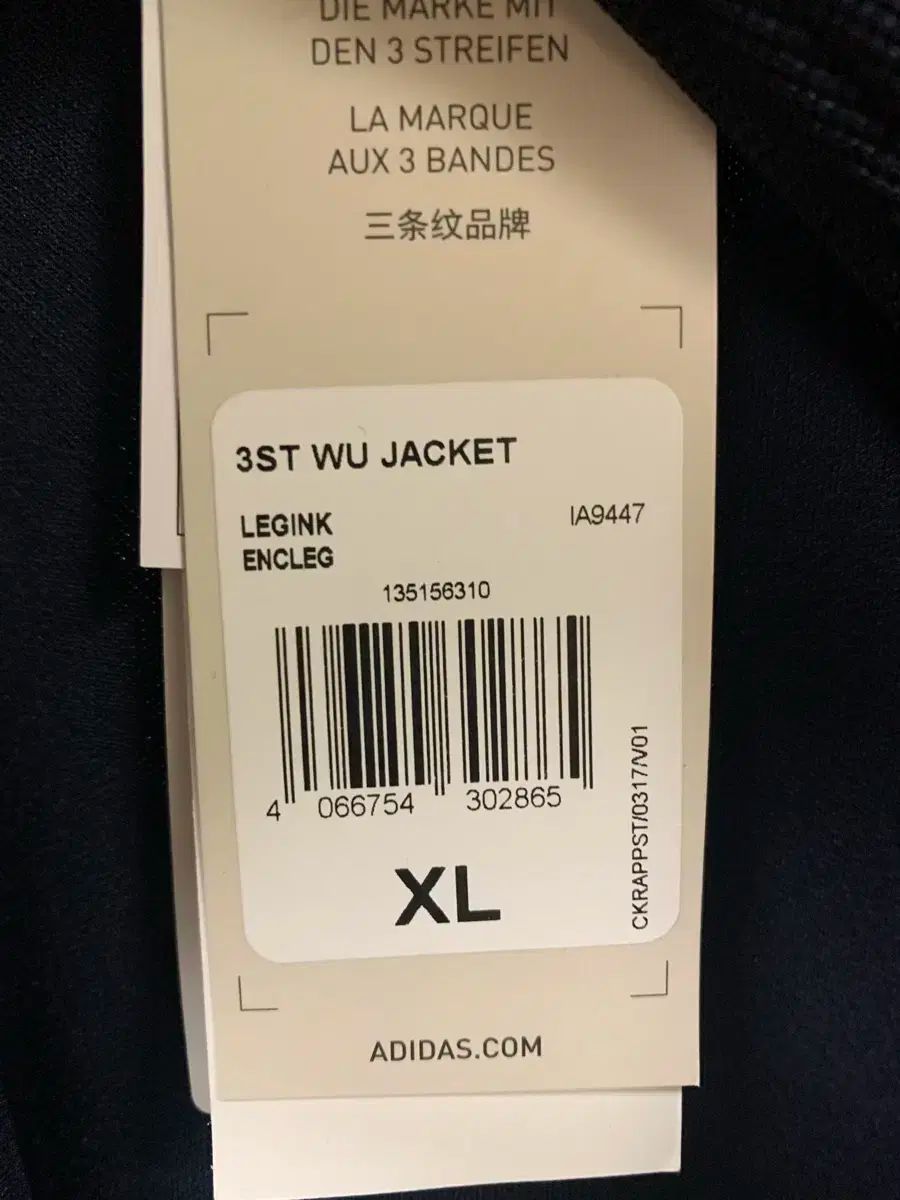 DIE MARKE MIT
DEN 3 STREIFEN
LA MARQUE
AUX 3 BANDES
三条纹品牌
3ST WU JACKET
LEGINK
IA9447
ENCLEG
135156310
4 066754 302865
XL
CKRAPPST/0317/V01
ADIDAS.COM